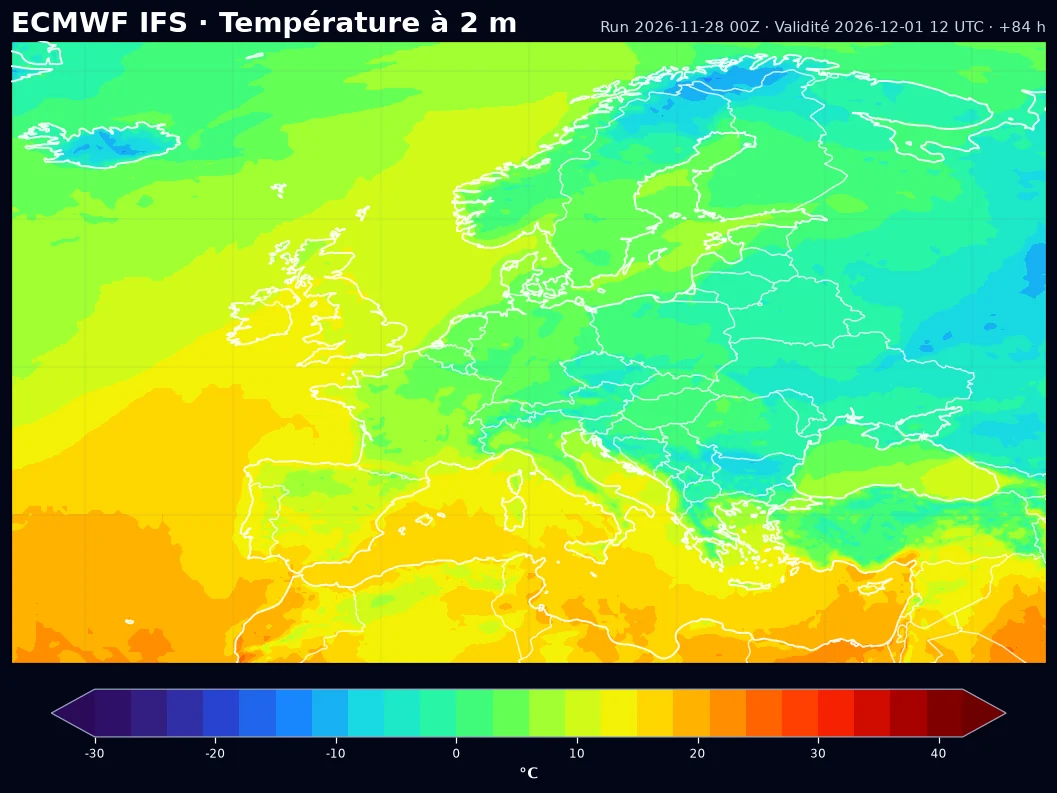 ECMWF IFS · Température à 2 m
Run 2026-11-28 00Z · Validité 2026-12-01 12 UTC · +84 h
-30 -20 -10 0 10 20 30 40
°C